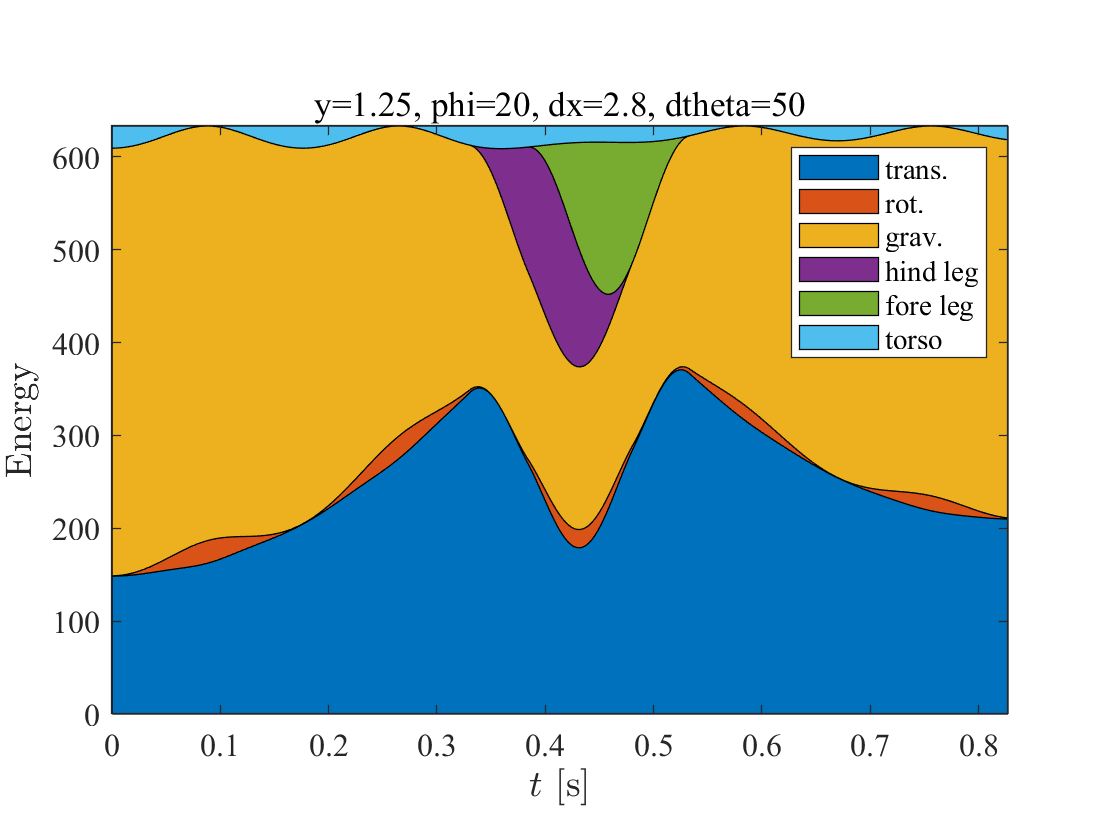 y=1.25, phi=20, dx=2.8, dtheta=50
600
500
400
300
200
100
0
Energy
trans.
rot.
grav.
hind leg
fore leg
torso
0 0.1 0.2 0.3 0.4 0.5 0.6 0.7 0.8
t [s]